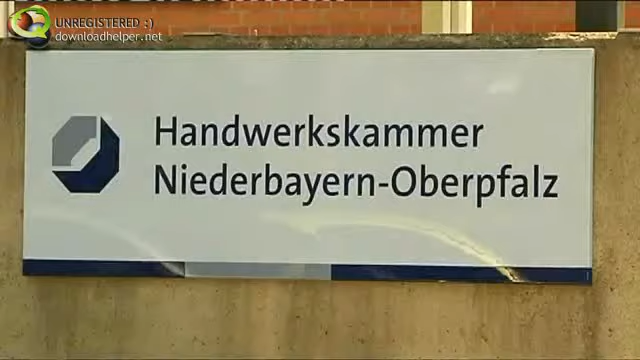 UNREGISTERED :)
downloadhelper.net
Handwerkskammer
Niederbayern-Oberpfalz